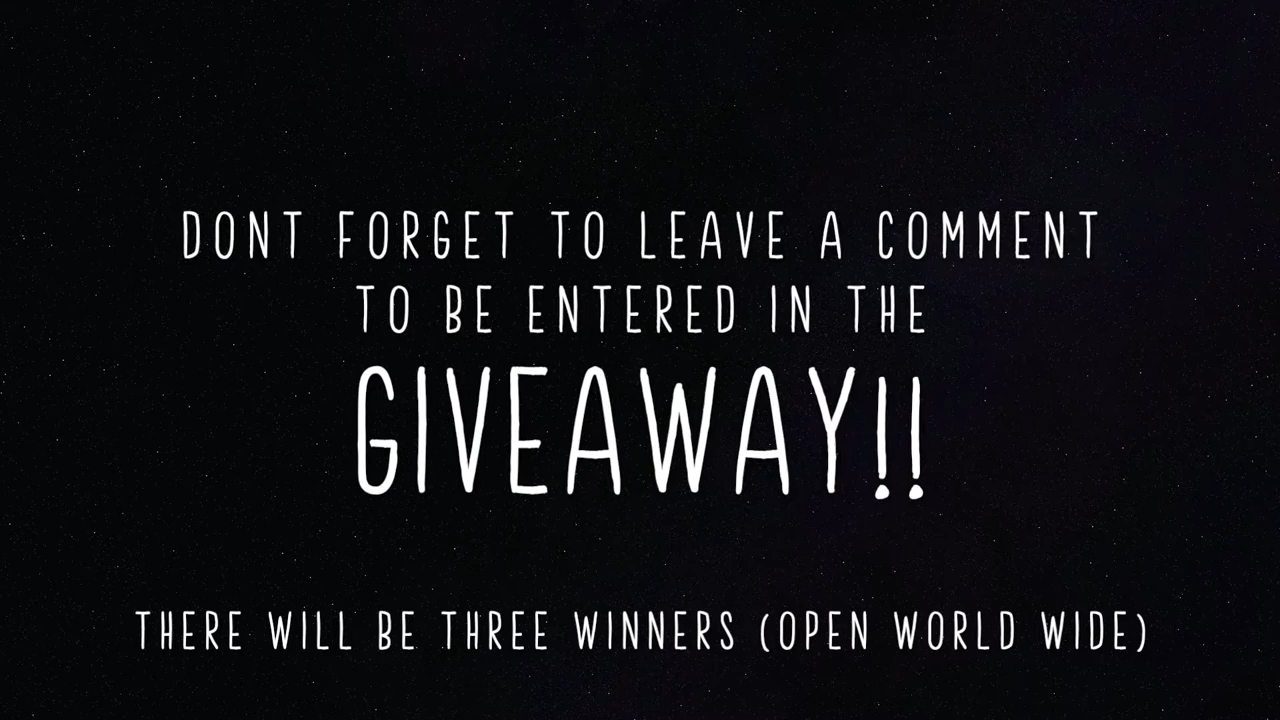 DONT FORGET TO LEAVE A COMMENT
TO BE ENTERED IN THE
GIVEAWAY!!
THERE WILL BE THREE WINNERS (OPEN WORLD WIDE)